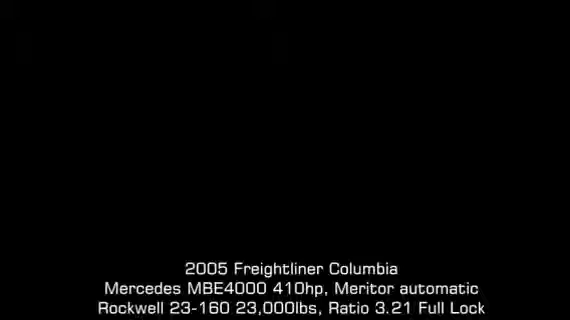 2005 Freightliner Columbia
Mercedes MBE4000 410hp, Meritor automatic
Rockwell 23-160 23,000lbs, Ratio 3.21 Full Lock